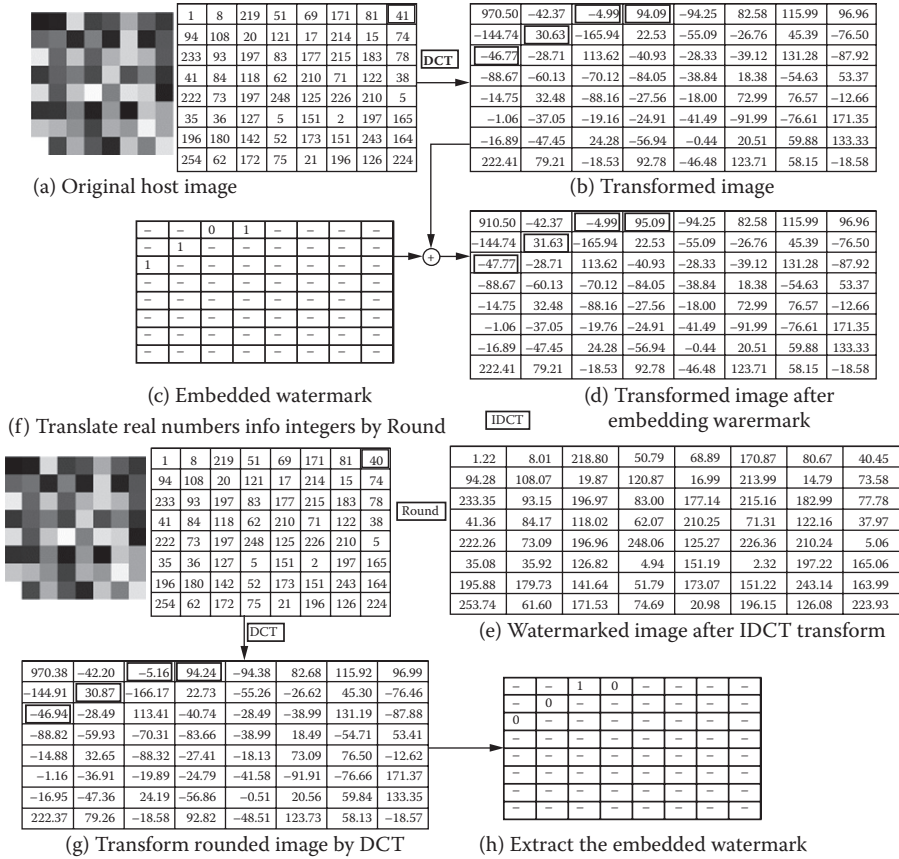 1 8 219 51 69 171 81 41
94 108 20 121 17 214 15 74
233 93 197 83 177 215 183 78
41 84 118 62 210 71 122 38
222 73 197 248 125 226 210 5
35 36 127 5 151 2 197 165
196 180 142 52 173 151 243 164
254 62 172 75 21 196 126 224
(a) Original host image
DCT
970.50 −42.37 −4.99 94.09 −94.25 82.58 115.99 96.96
−144.74 30.63 −165.94 22.53 −55.09 −26.76 45.39 −76.50
−46.77 −28.71 113.62 −40.93 −28.33 −39.12 131.28 −87.92
−88.67 −60.13 −70.12 −84.05 −38.84 18.38 −54.63 53.37
−14.75 32.48 −88.16 −27.56 −18.00 72.99 76.57 −12.66
−1.06 −37.05 −19.16 −24.91 −41.49 −91.99 −76.61 171.35
−16.89 −47.45 24.28 −56.94 −0.44 20.51 59.88 133.33
222.41 79.21 −18.53 92.78 −46.48 123.71 58.15 −18.58
(b) Transformed image
– – 0 1 – – – –
– 1 – – – – – –
1 – – – – – – –
– – – – – – – –
– – – – – – – –
– – – – – – – –
– – – – – – – –
– – – – – – – –
(c) Embedded watermark
+
910.50 −42.37 −4.99 95.09 −94.25 82.58 115.99 96.96
−144.74 31.63 −165.94 22.53 −55.09 −26.76 45.39 −76.50
−47.77 −28.71 113.62 −40.93 −28.33 −39.12 131.28 −87.92
−88.67 −60.13 −70.12 −84.05 −38.84 18.38 −54.63 53.37
−14.75 32.48 −88.16 −27.56 −18.00 72.99 76.57 −12.66
−1.06 −37.05 −19.76 −24.91 −41.49 −91.99 −76.61 171.35
−16.89 −47.45 24.28 −56.94 −0.44 20.51 59.88 133.33
222.41 79.21 −18.53 92.78 −46.48 123.71 58.15 −18.58
(d) Transformed image after
embedding warermark
(f) Translate real numbers info integers by Round
IDCT
1 8 219 51 69 171 81 40
94 108 20 121 17 214 15 74
233 93 197 83 177 215 183 78
41 84 118 62 210 71 122 38
222 73 197 248 125 226 210 5
35 36 127 5 151 2 197 165
196 180 142 52 173 151 243 164
254 62 172 75 21 196 126 224
Round
1.22 8.01 218.80 50.79 68.89 170.87 80.67 40.45
94.28 108.07 19.87 120.87 16.99 213.99 14.79 73.58
233.35 93.15 196.97 83.00 177.14 215.16 182.99 77.78
41.36 84.17 118.02 62.07 210.25 71.31 122.16 37.97
222.26 73.09 196.96 248.06 125.27 226.36 210.24 5.06
35.08 35.92 126.82 4.94 151.19 2.32 197.22 165.06
195.88 179.73 141.64 51.79 173.07 151.22 243.14 163.99
253.74 61.60 171.53 74.69 20.98 196.15 126.08 223.93
(e) Watermarked image after IDCT transform
DCT
970.38 −42.20 −5.16 94.24 −94.38 82.68 115.92 96.99
−144.91 30.87 −166.17 22.73 −55.26 −26.62 45.30 −76.46
−46.94 −28.49 113.41 −40.74 −28.49 −38.99 131.19 −87.88
−88.82 −59.93 −70.31 −83.66 −38.99 18.49 −54.71 53.41
−14.88 32.65 −88.32 −27.41 −18.13 73.09 76.50 −12.62
−1.16 −36.91 −19.89 −24.79 −41.58 −91.91 −76.66 171.37
−16.95 −47.36 24.19 −56.86 −0.51 20.56 59.84 133.35
222.37 79.26 −18.58 92.82 −48.51 123.73 58.13 −18.57
(g) Transform rounded image by DCT
– – 1 0 – – – –
– 0 – – – – – –
0 – – – – – – –
– – – – – – – –
– – – – – – – –
– – – – – – – –
– – – – – – – –
– – – – – – – –
(h) Extract the embedded watermark